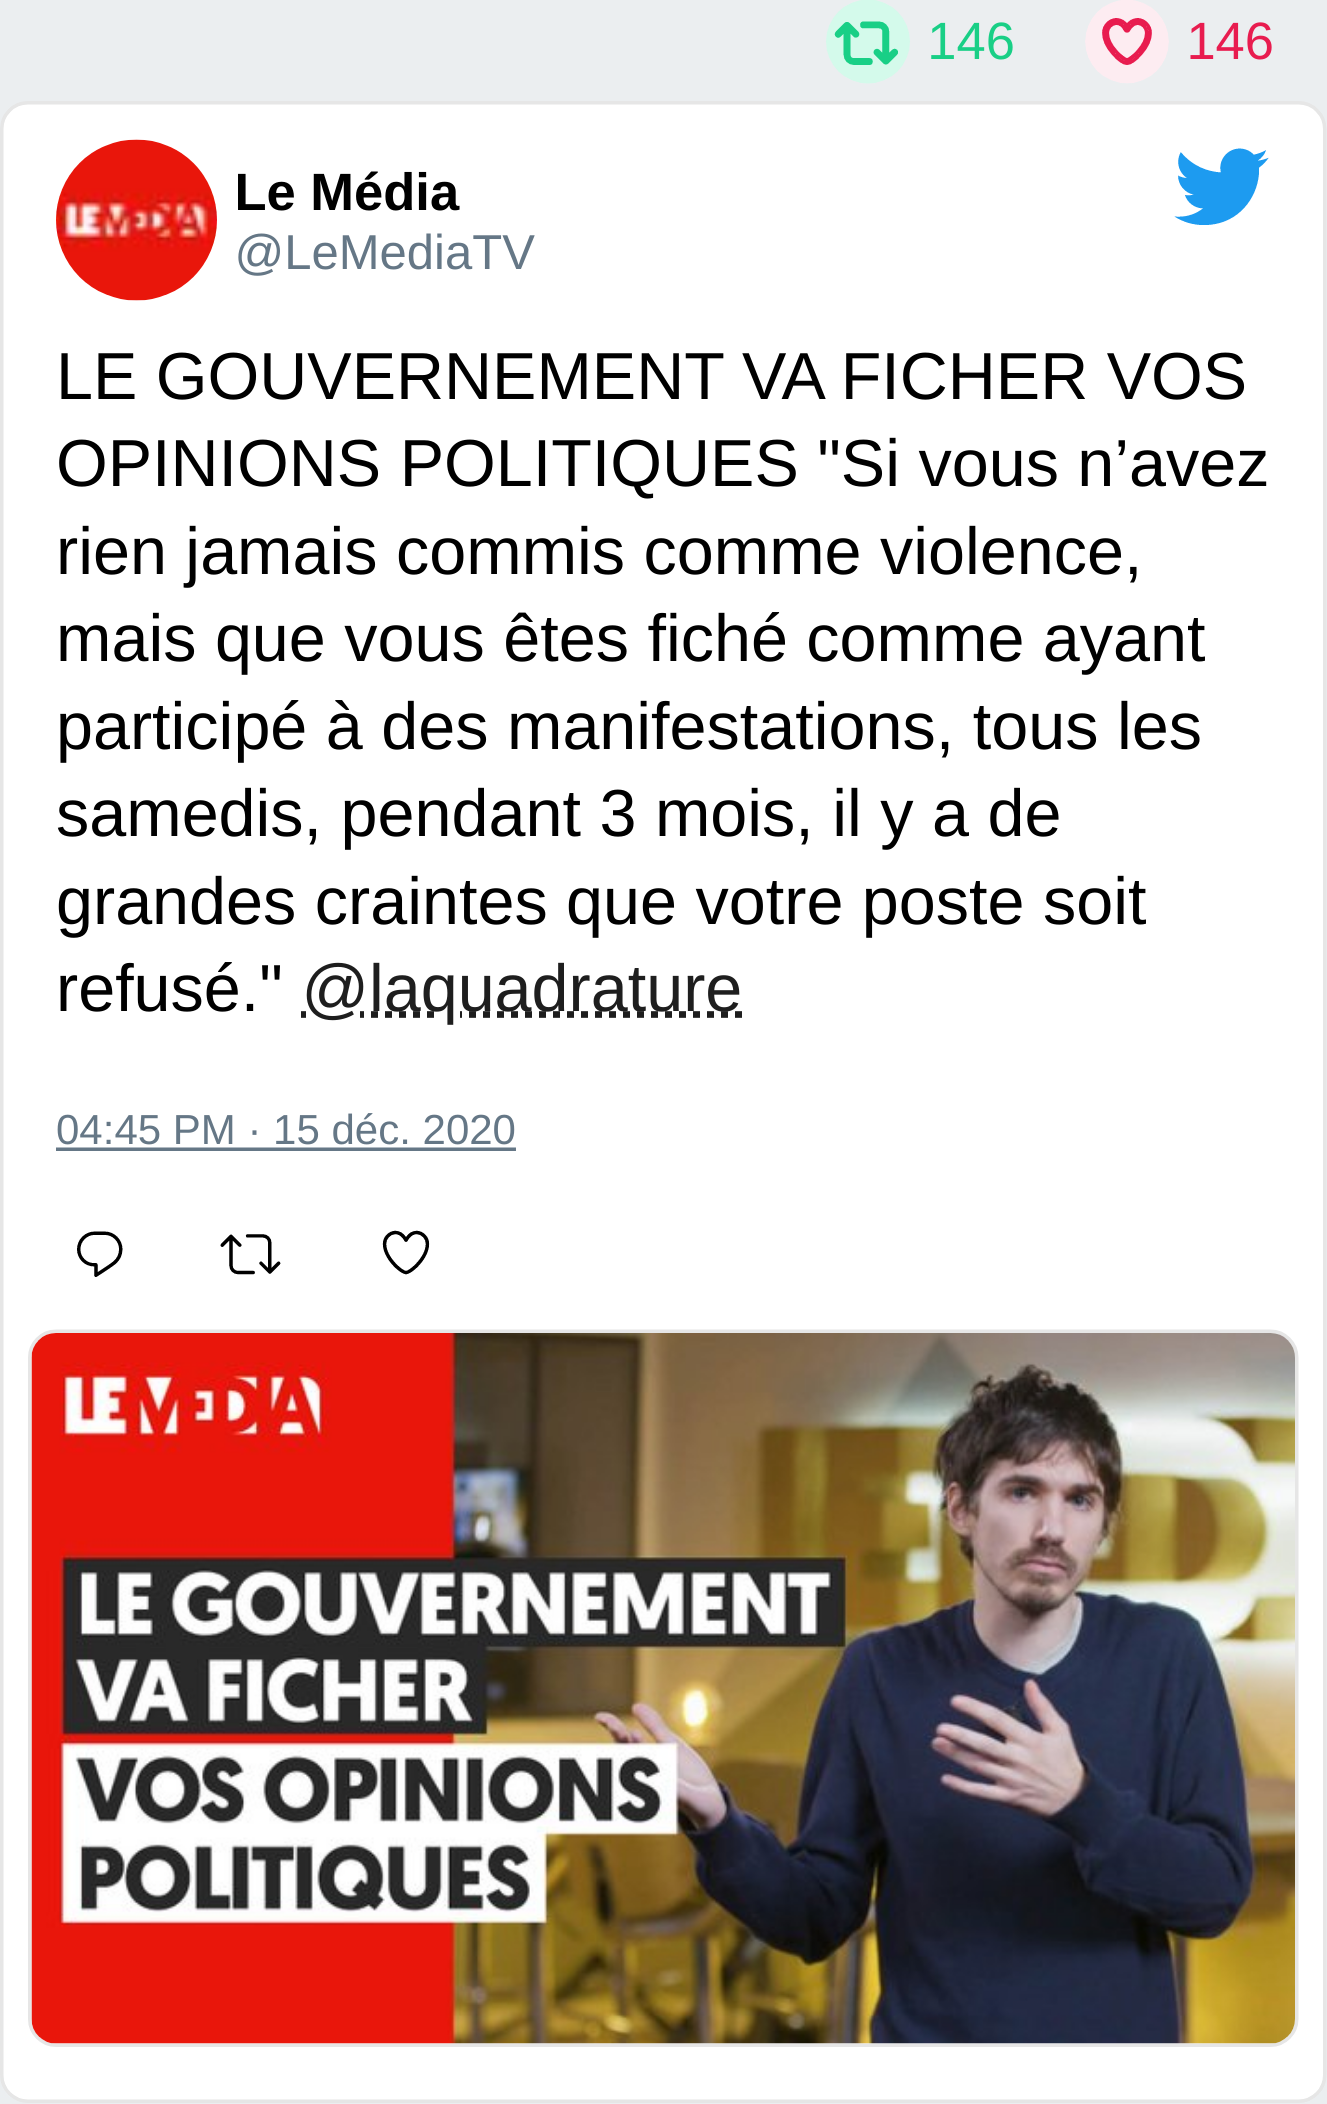 146 146
LE MEDIA
Le Média
@LeMediaTV
LE GOUVERNEMENT VA FICHER VOS
OPINIONS POLITIQUES "Si vous n’avez
rien jamais commis comme violence,
mais que vous êtes fiché comme ayant
participé à des manifestations, tous les
samedis, pendant 3 mois, il y a de
grandes craintes que votre poste soit
refusé." @laquadrature
04:45 PM · 15 déc. 2020
LE MEDIA
LE GOUVERNEMENT
VA FICHER
VOS OPINIONS
POLITIQUES